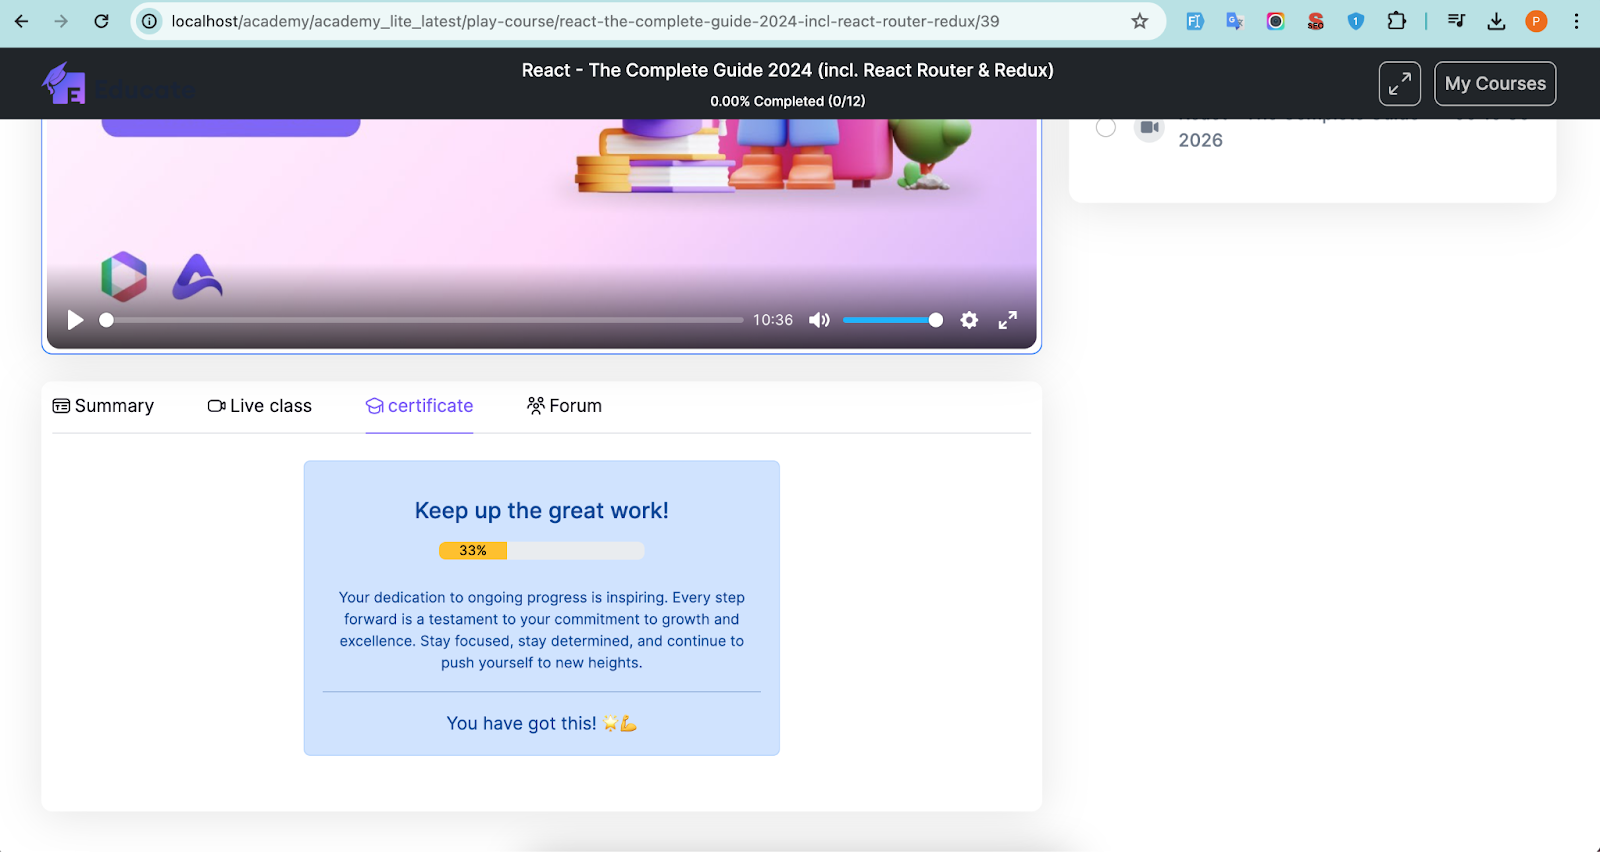 localhost/academy/academy_lite_latest/play-course/react-the-complete-guide-2024-incl-react-router-redux/39
React - The Complete Guide 2024 (incl. React Router & Redux)
0.00% Completed (0/12)
My Courses
E
Educate
2026
10:36
Summary
Live class
certificate
Forum
Keep up the great work!
33%
Your dedication to ongoing progress is inspiring. Every step
forward is a testament to your commitment to growth and
excellence. Stay focused, stay determined, and continue to
push yourself to new heights.
You have got this! 🌟💪